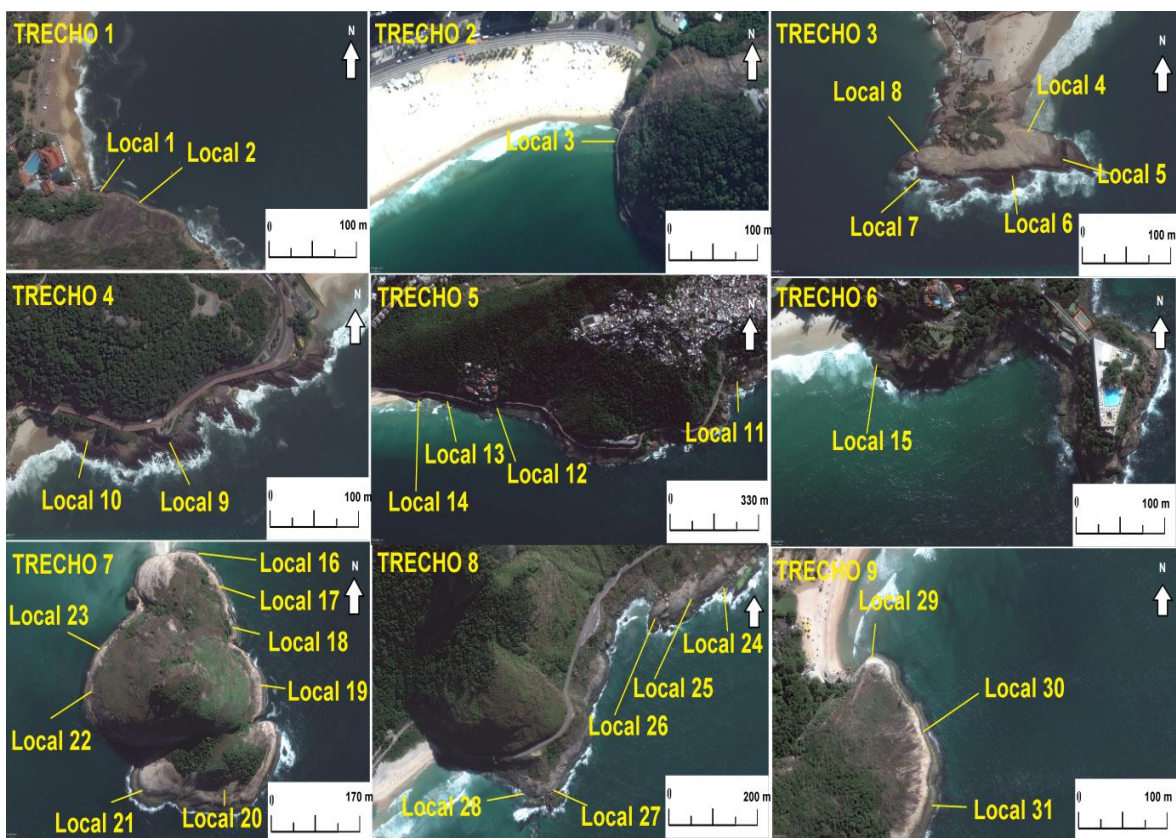 TRECHO 1
N
Local 1
Local 2
0
100 m
TRECHO 2
N
Local 3
0
100 m
TRECHO 3
N
Local 8
Local 4
Local 5
Local 7
Local 6
0
100 m
TRECHO 4
N
Local 10
Local 9
0
100 m
TRECHO 5
N
Local 11
Local 13
Local 12
Local 14
0
330 m
TRECHO 6
N
Local 15
0
100 m
TRECHO 7
N
Local 16
Local 17
Local 23
Local 18
Local 19
Local 22
Local 21
Local 20
0
170 m
TRECHO 8
N
Local 24
Local 25
Local 26
Local 28
Local 27
0
200 m
TRECHO 9
N
Local 29
Local 30
Local 31
0
100 m